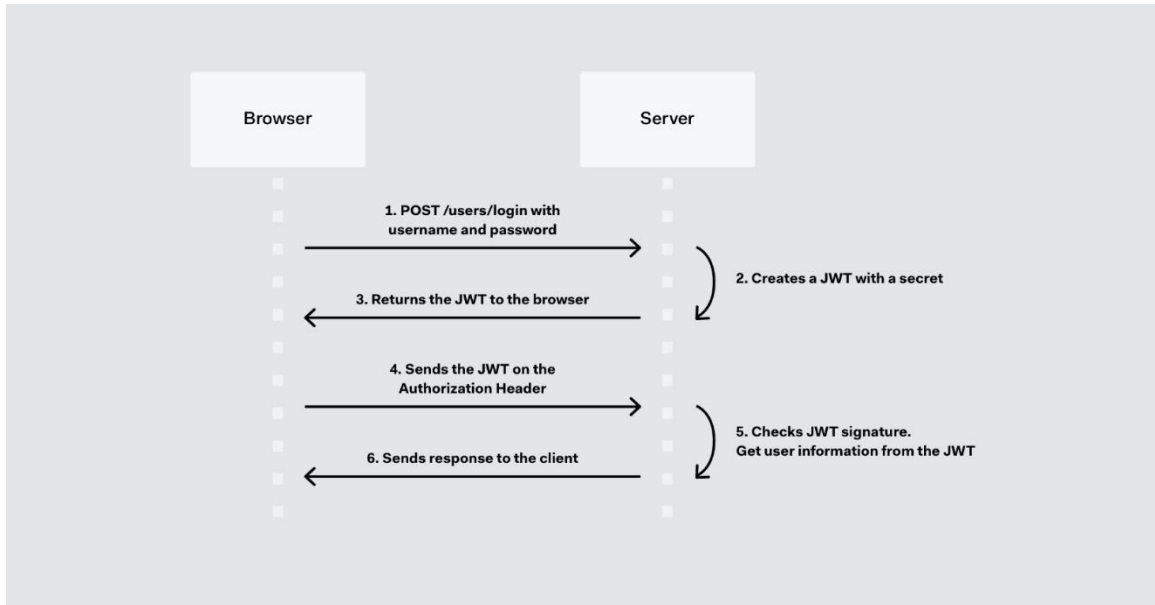 Browser
Server
1. POST /users/login with
username and password
2. Creates a JWT with a secret
3. Returns the JWT to the browser
4. Sends the JWT on the
Authorization Header
5. Checks JWT signature.
Get user information from the JWT
6. Sends response to the client